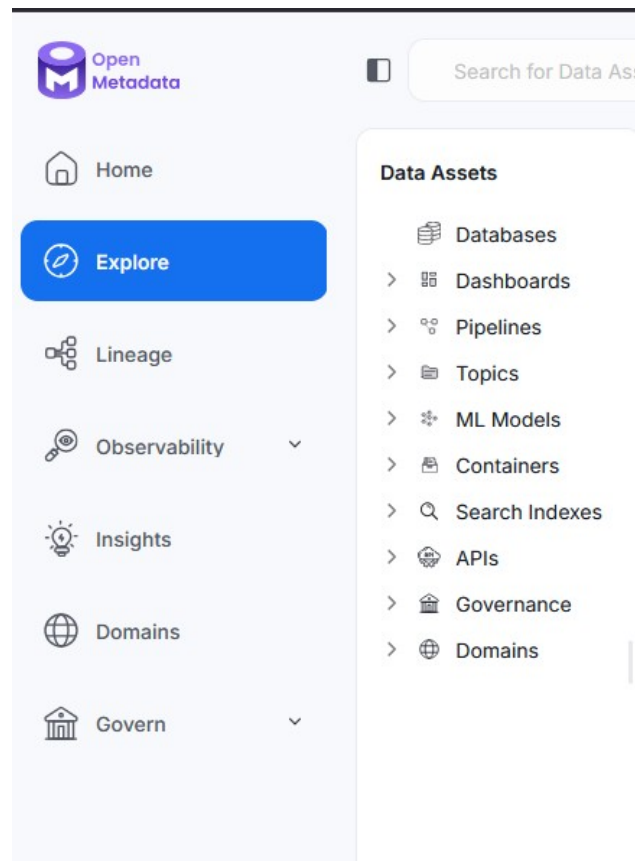 Open
Metadata
Search for Data Ass
Home
Explore
Lineage
Observability
Insights
Domains
Govern
Data Assets
Databases
Dashboards
Pipelines
Topics
ML Models
Containers
Search Indexes
APIs
Governance
Domains